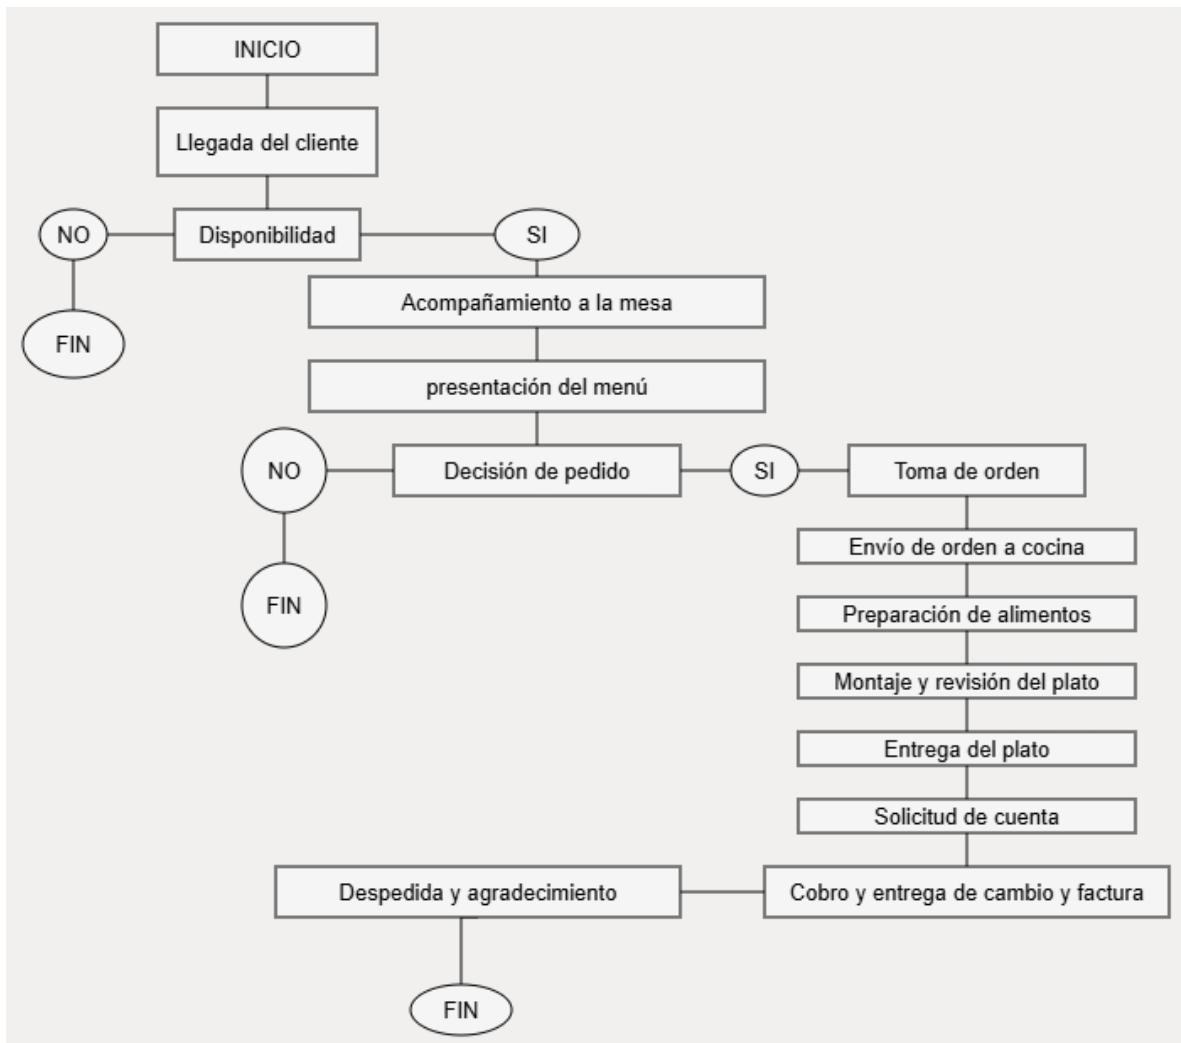 INICIO
Llegada del cliente
NO
Disponibilidad
SI
Acompañamiento a la mesa
FIN
presentación del menú
NO
Decisión de pedido
SI
Toma de orden
Envío de orden a cocina
FIN
Preparación de alimentos
Montaje y revisión del plato
Entrega del plato
Solicitud de cuenta
Despedida y agradecimiento
Cobro y entrega de cambio y factura
FIN